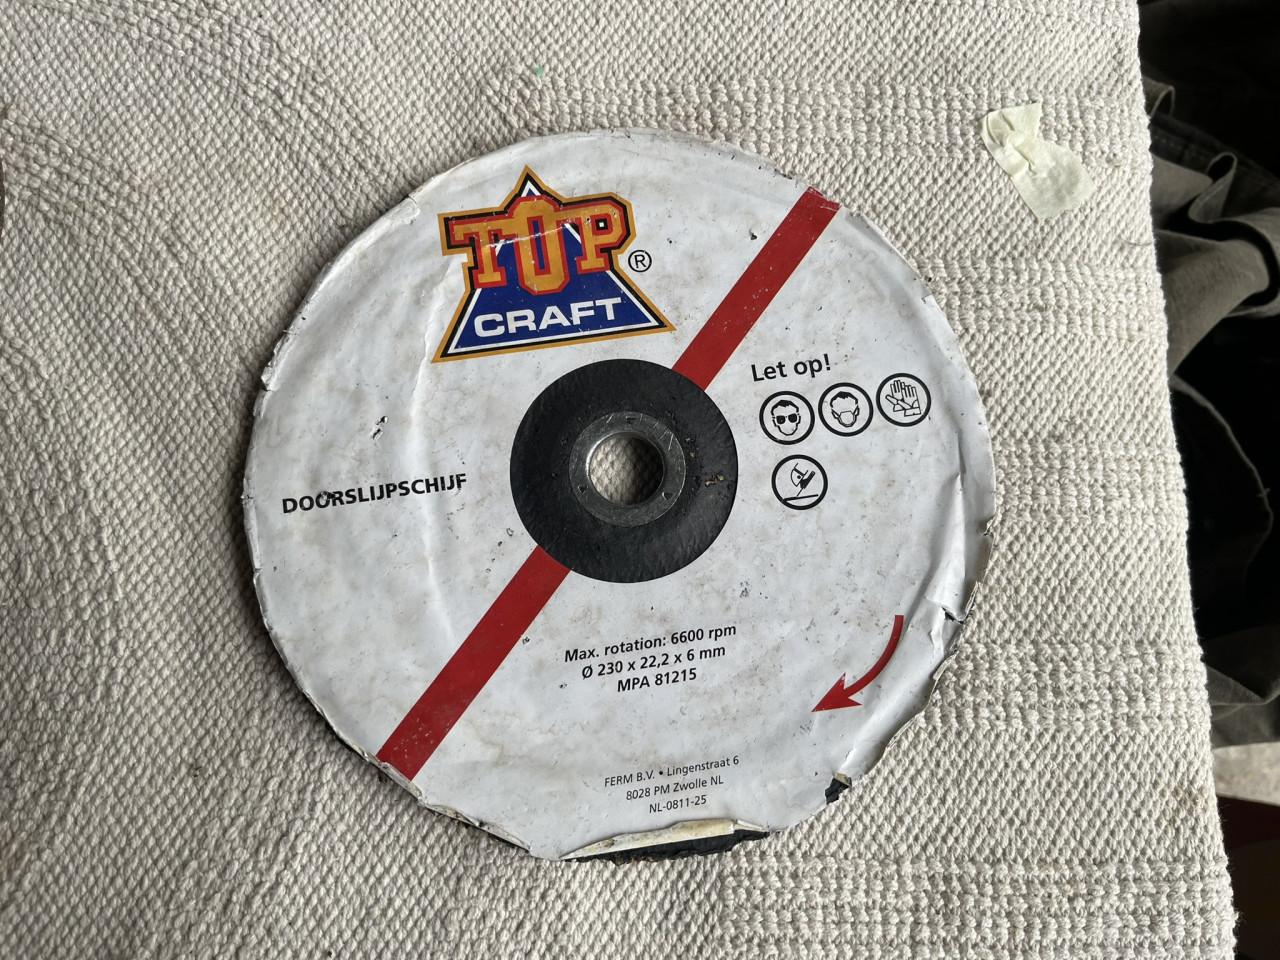 TOP
CRAFT
®
Let op!
DOORSLIJPSCHIJF
Max. rotation: 6600 rpm
Ø 230 x 22,2 x 6 mm
MPA 81215
FERM B.V. • Lingenstraat 6
8028 PM Zwolle NL
NL-0811-25